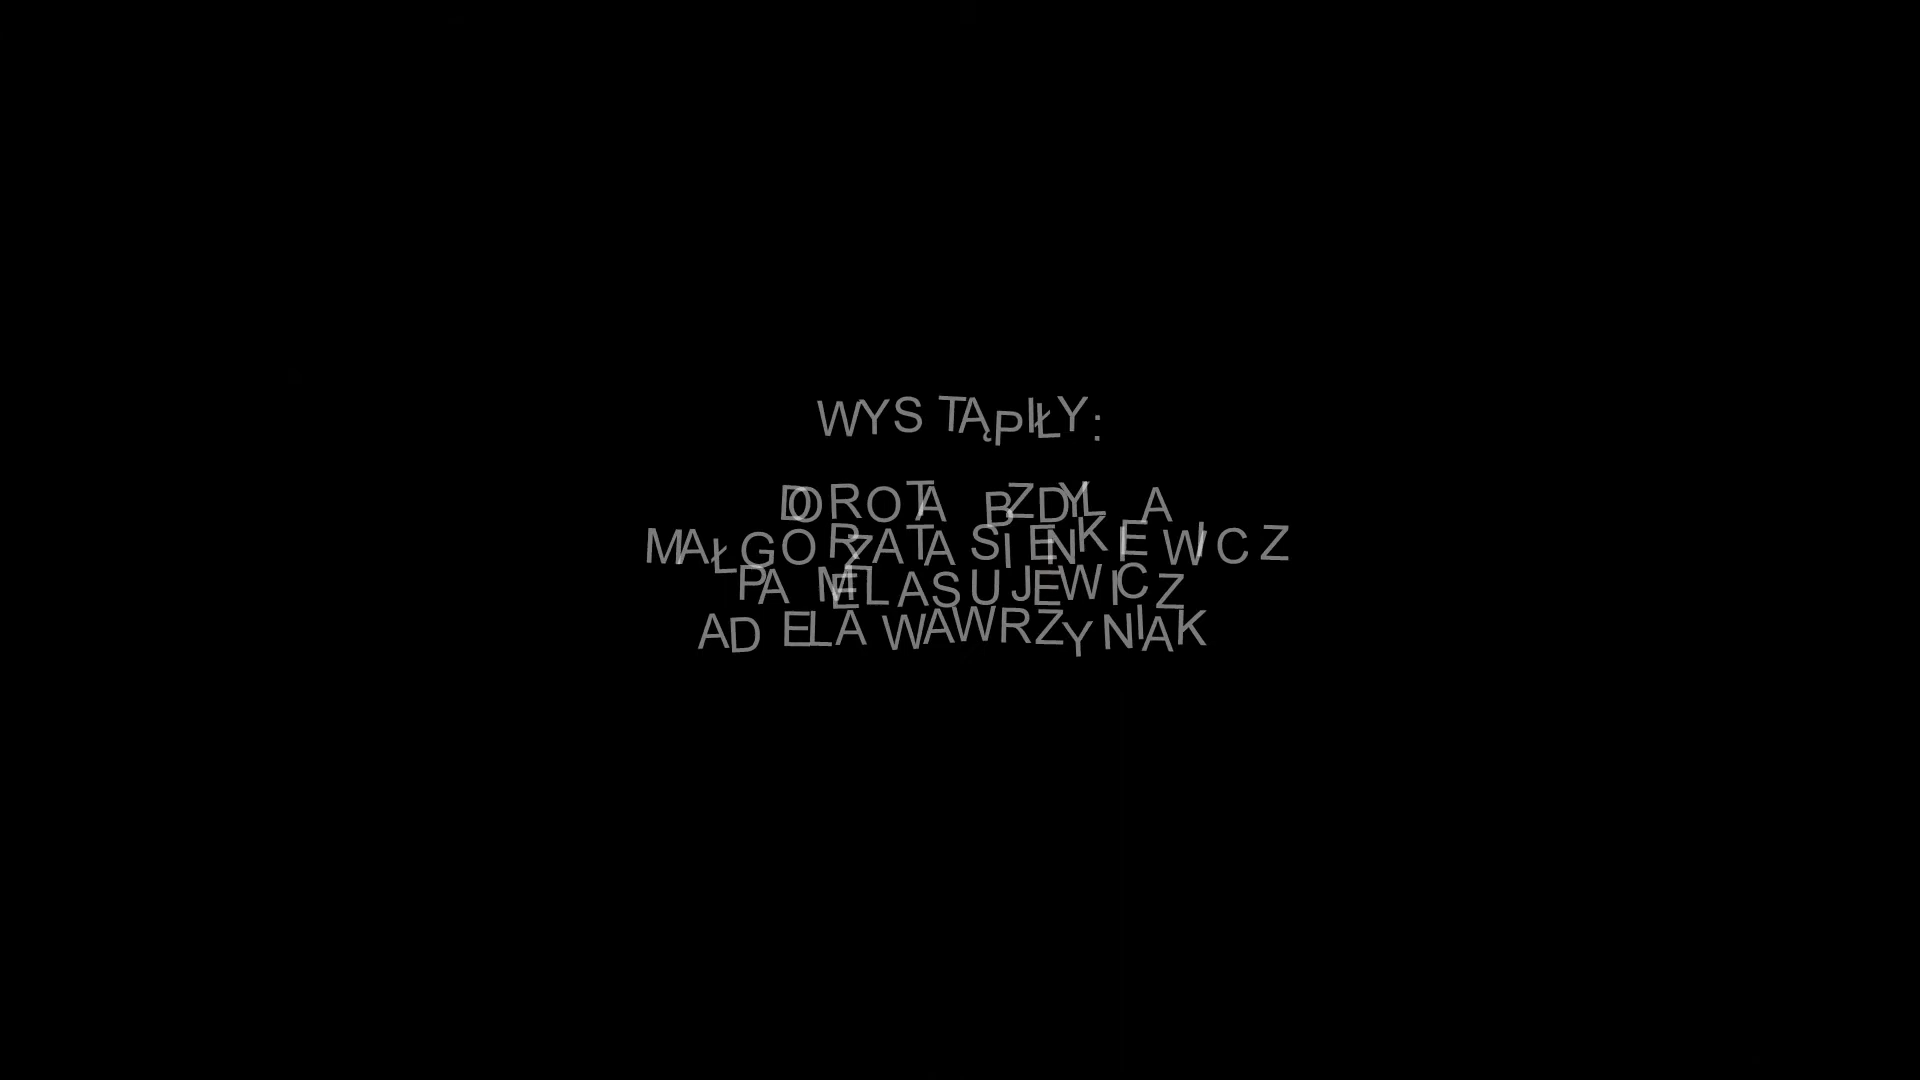 WYSTĄPIŁY:
DOROTA BZDYLA
MAŁGORZATA SIENKIEWICZ
PAMELA SUJEWICZ
ADELA WAWRZYNIAK